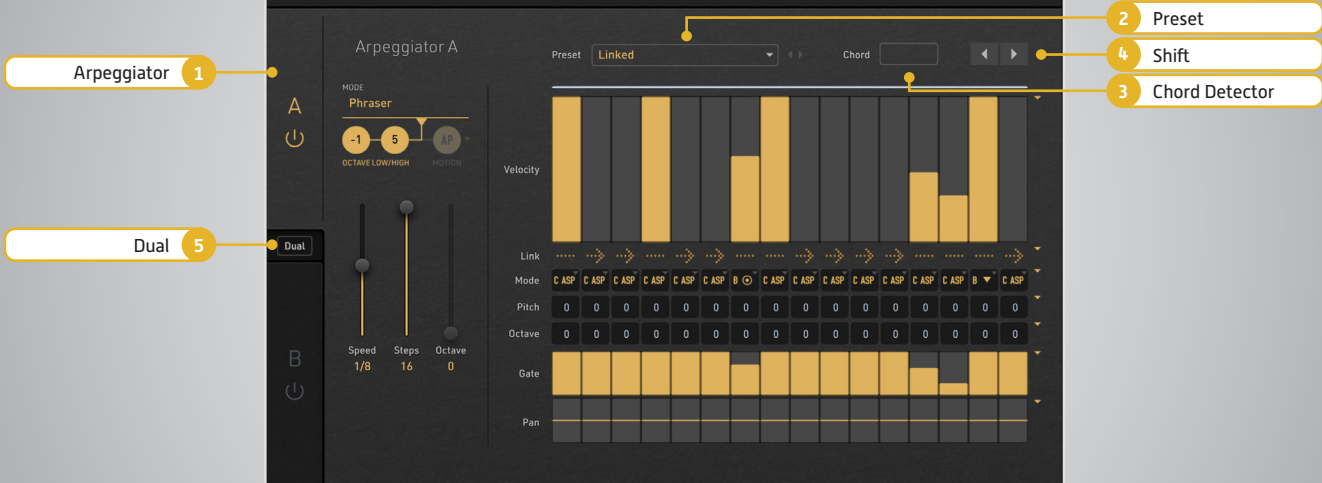 2 Preset
Arpeggiator A
Preset Linked Chord
4 Shift
Arpeggiator 1
3 Chord Detector
MODE
A
Phraser
-1 5 AP
OCTAVE LOW/HIGH MOTION
Velocity
Dual 5
Dual
Link
Mode C ASP C ASP C ASP C ASP C ASP C ASP B C ASP C ASP C ASP C ASP C ASP C ASP C ASP B C ASP
Pitch 0 0 0 0 0 0 0 0 0 0 0 0 0 0 0 0
Octave 0 0 0 0 0 0 0 0 0 0 0 0 0 0 0 0
Speed Steps Octave
1/8 16 0
B
Gate
Pan